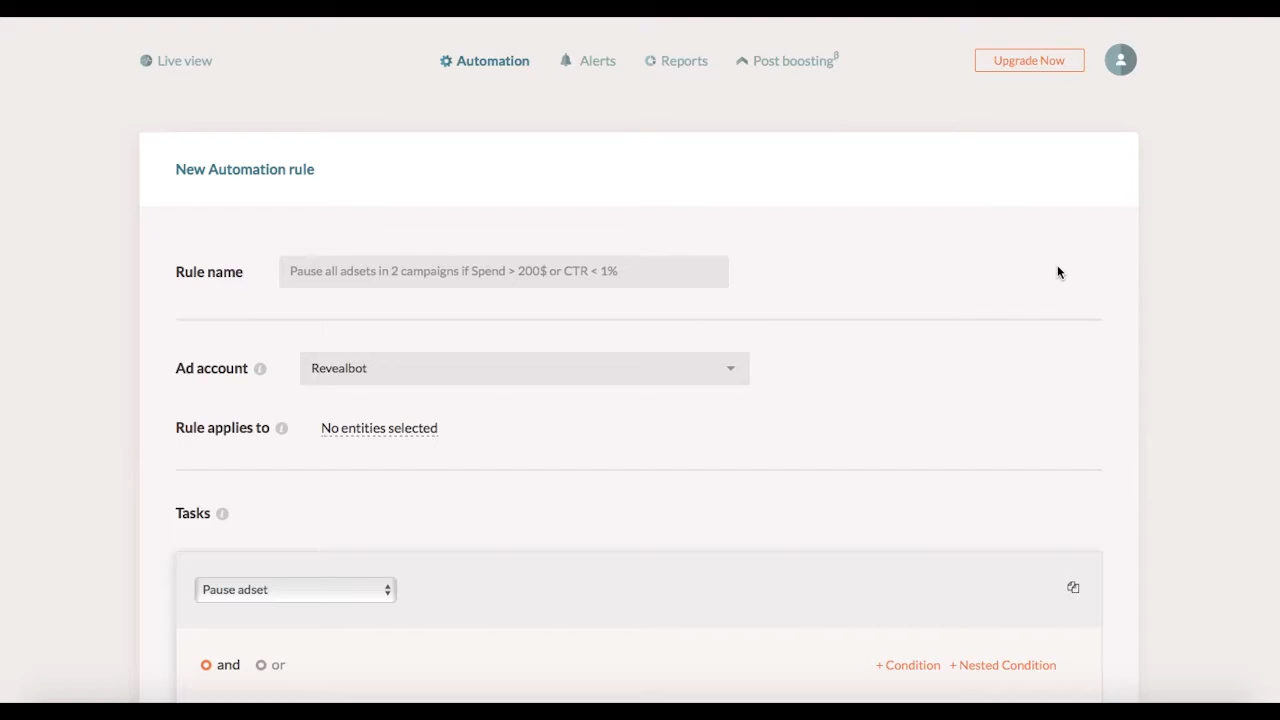 Live view Automation Alerts Reports Post boosting β Upgrade Now
New Automation rule
Rule name Pause all adsets in 2 campaigns if Spend > 200$ or CTR < 1%
Ad account Revealbot
Rule applies to No entities selected
Tasks
Pause adset
and or + Condition + Nested Condition